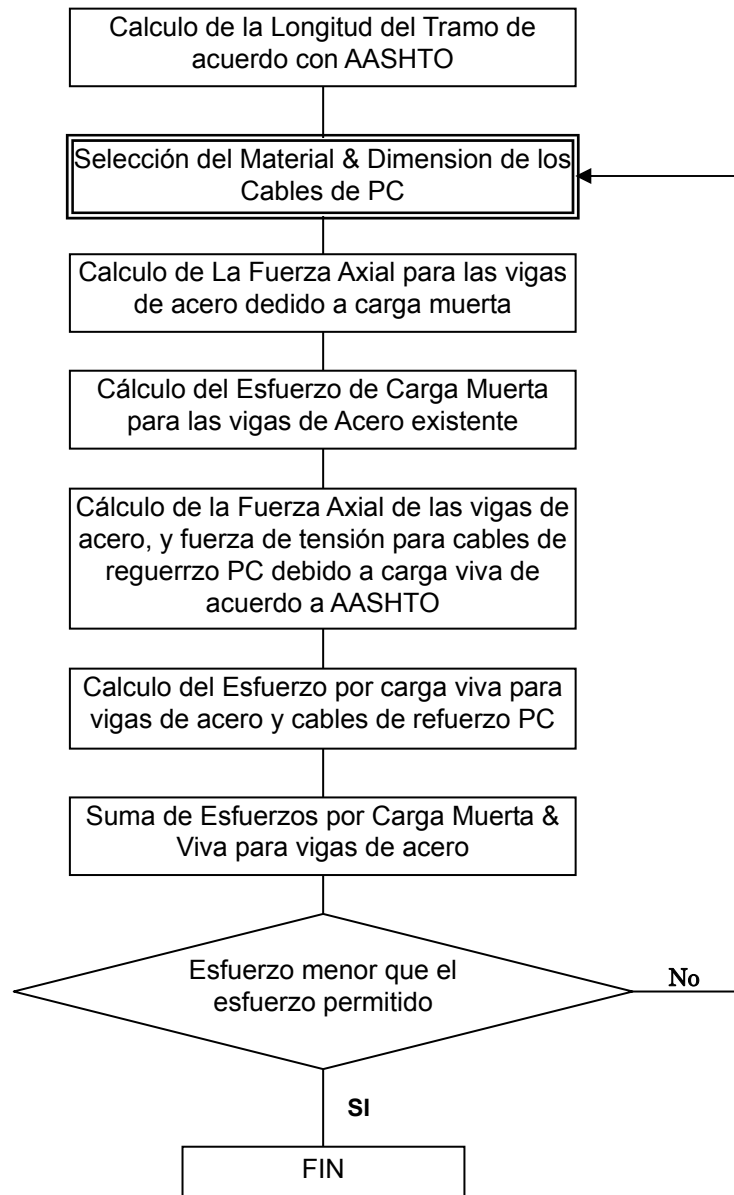 Calculo de la Longitud del Tramo de
acuerdo con AASHTO
Selección del Material & Dimension de los
Cables de PC
Calculo de La Fuerza Axial para las vigas
de acero dedido a carga muerta
Cálculo del Esfuerzo de Carga Muerta
para las vigas de Acero existente
Cálculo de la Fuerza Axial de las vigas de
acero, y fuerza de tensión para cables de
reguerrzo PC debido a carga viva de
acuerdo a AASHTO
Calculo del Esfuerzo por carga viva para
vigas de acero y cables de refuerzo PC
Suma de Esfuerzos por Carga Muerta &
Viva para vigas de acero
Esfuerzo menor que el
esfuerzo permitido
No
SI
FIN